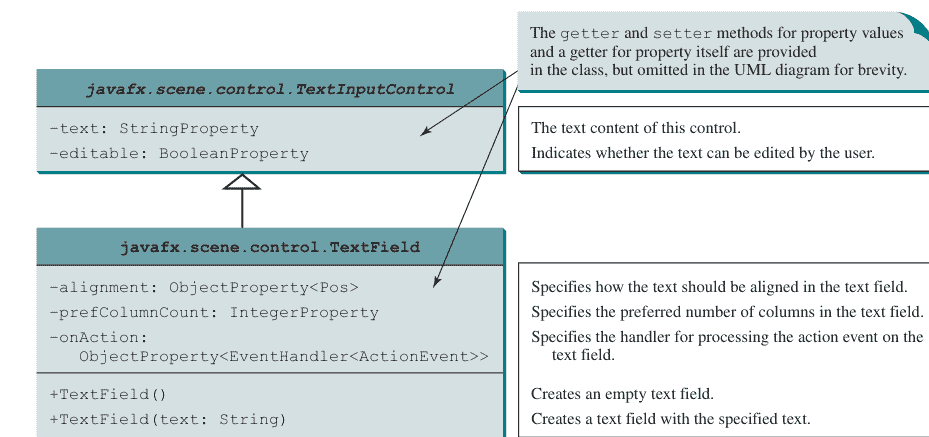 The getter and setter methods for property values
and a getter for property itself are provided
in the class, but omitted in the UML diagram for brevity.
javafx.scene.control.TextInputControl
-text: StringProperty
The text content of this control.
-editable: BooleanProperty
Indicates whether the text can be edited by the user.
javafx.scene.control.TextField
-alignment: ObjectProperty<Pos>
Specifies how the text should be aligned in the text field.
-prefColumnCount: IntegerProperty
Specifies the preferred number of columns in the text field.
-onAction:
ObjectProperty<EventHandler<ActionEvent>>
Specifies the handler for processing the action event on the
text field.
+TextField()
Creates an empty text field.
+TextField(text: String)
Creates a text field with the specified text.